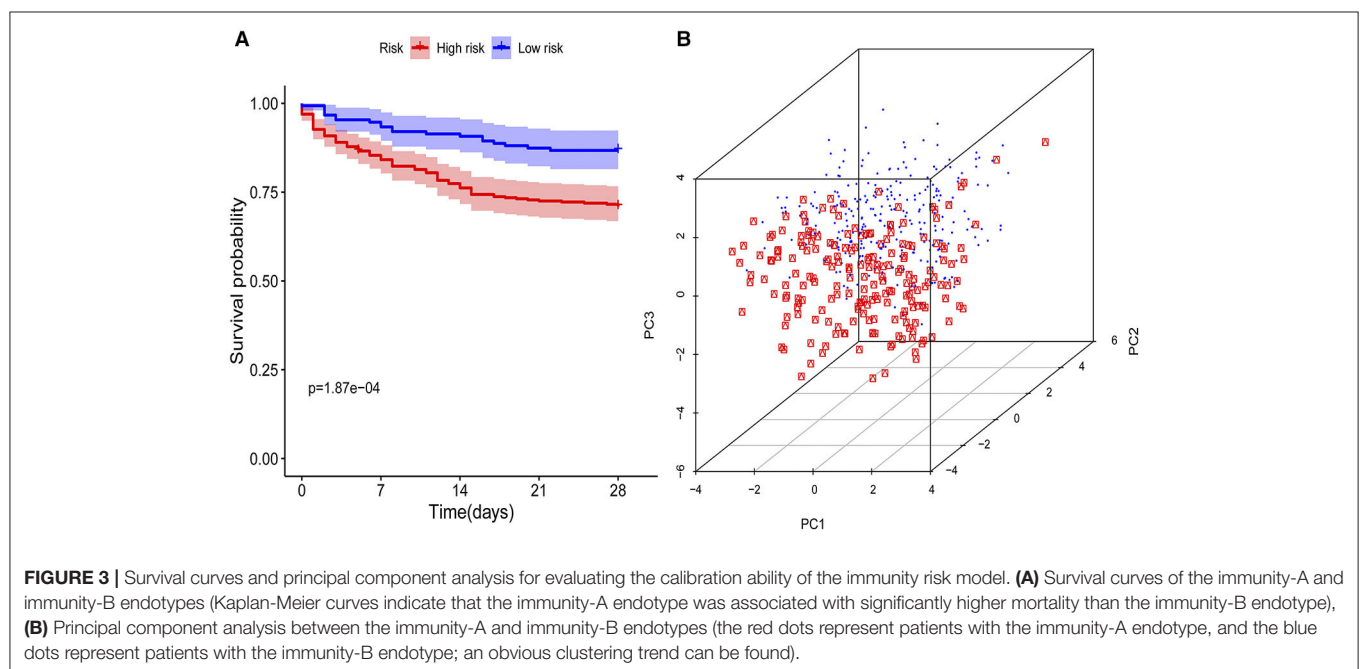 A
Risk High risk Low risk
1.00
0.75
0.50
0.25
0.00
Survival probability
p=1.87e−04
0 7 14 21 28
Time(days)
B
4
2
0
−2
−4
−6
PC3
−4 0 2 4
PC1
−4
−2
0
2
4
6
PC2
FIGURE 3 | Survival curves and principal component analysis for evaluating the calibration ability of the immunity risk model. (A) Survival curves of the immunity-A and
immunity-B endotypes (Kaplan-Meier curves indicate that the immunity-A endotype was associated with significantly higher mortality than the immunity-B endotype),
(B) Principal component analysis between the immunity-A and immunity-B endotypes (the red dots represent patients with the immunity-A endotype, and the blue
dots represent patients with the immunity-B endotype; an obvious clustering trend can be found).